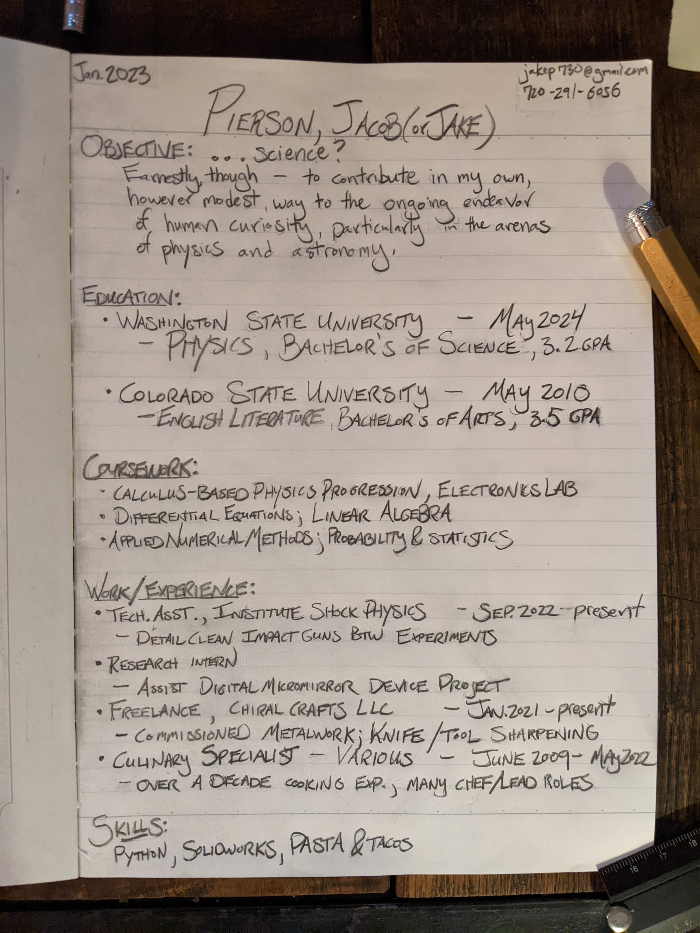 Jan. 2023
jakep730@gmail.com
720-291-6056
PIERSON, JACOB (or JAKE)
OBJECTIVE: ... science?
Earnestly, though – to contribute in my own,
however modest, way to the ongoing endeavor
of human curiosity, particularly in the arenas
of physics and astronomy.
EDUCATION:
• WASHINGTON STATE UNIVERSITY – MAY 2024
– PHYSICS, BACHELOR'S OF SCIENCE, 3.2 GPA
• COLORADO STATE UNIVERSITY – MAY 2010
– ENGLISH LITERATURE, BACHELOR'S OF ARTS, 3.5 GPA
COURSEWORK:
• CALCULUS-BASED PHYSICS PROGRESSION, ELECTRONICS LAB
• DIFFERENTIAL EQUATIONS; LINEAR ALGEBRA
• APPLIED NUMERICAL METHODS; PROBABILITY & STATISTICS
WORK/EXPERIENCE:
• TECH. ASST., INSTITUTE SHOCK PHYSICS – SEP. 2022 - present
– DETAIL CLEAN IMPACT GUNS BTW EXPERIMENTS
• RESEARCH INTERN
– ASSIST DIGITAL MICROMIRROR DEVICE PROJECT
• FREELANCE, CHIRAL CRAFTS LLC – JAN. 2021 - present
– COMMISSIONED METALWORK; KNIFE/TOOL SHARPENING
• CULINARY SPECIALIST – VARIOUS – JUNE 2009 - MAY 2022
– OVER A DECADE COOKING EXP.; MANY CHEF/LEAD ROLES
SKILLS:
PYTHON, SOLIDWORKS, PASTA & TACOS
16 17 18